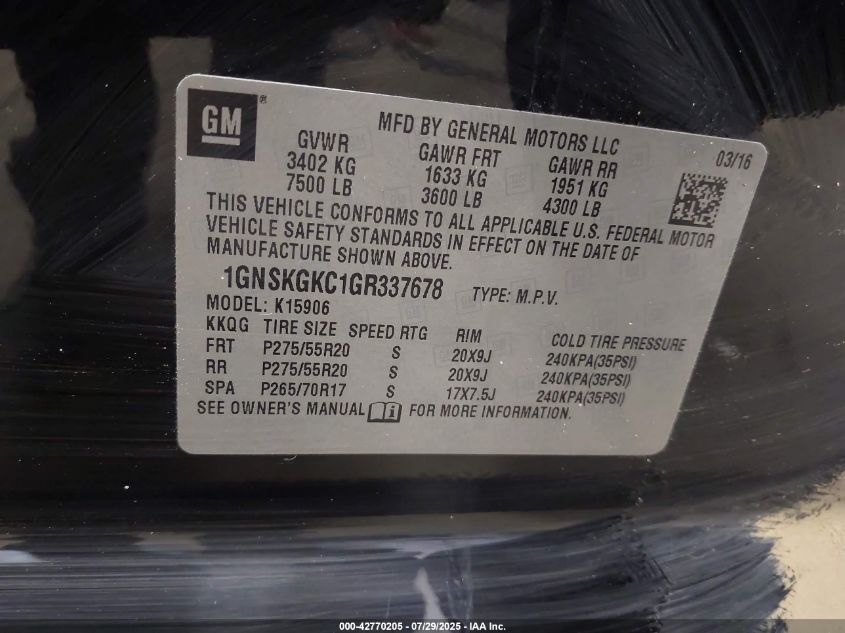 GM ®
MFD BY GENERAL MOTORS LLC
03/16
GVWR GAWR FRT GAWR RR
3402 KG 1633 KG 1951 KG
7500 LB 3600 LB 4300 LB
THIS VEHICLE CONFORMS TO ALL APPLICABLE U.S. FEDERAL MOTOR
VEHICLE SAFETY STANDARDS IN EFFECT ON THE DATE OF
MANUFACTURE SHOWN ABOVE.
1GNSKGKC1GR337678 TYPE: M.P.V.
MODEL: K15906
KKQG TIRE SIZE SPEED RTG RIM COLD TIRE PRESSURE
FRT P275/55R20 S 20X9J 240KPA(35PSI)
RR P275/55R20 S 20X9J 240KPA(35PSI)
SPA P265/70R17 S 17X7.5J 240KPA(35PSI)
SEE OWNER'S MANUAL FOR MORE INFORMATION.
000-42770205 - 07/29/2025 - IAA Inc.